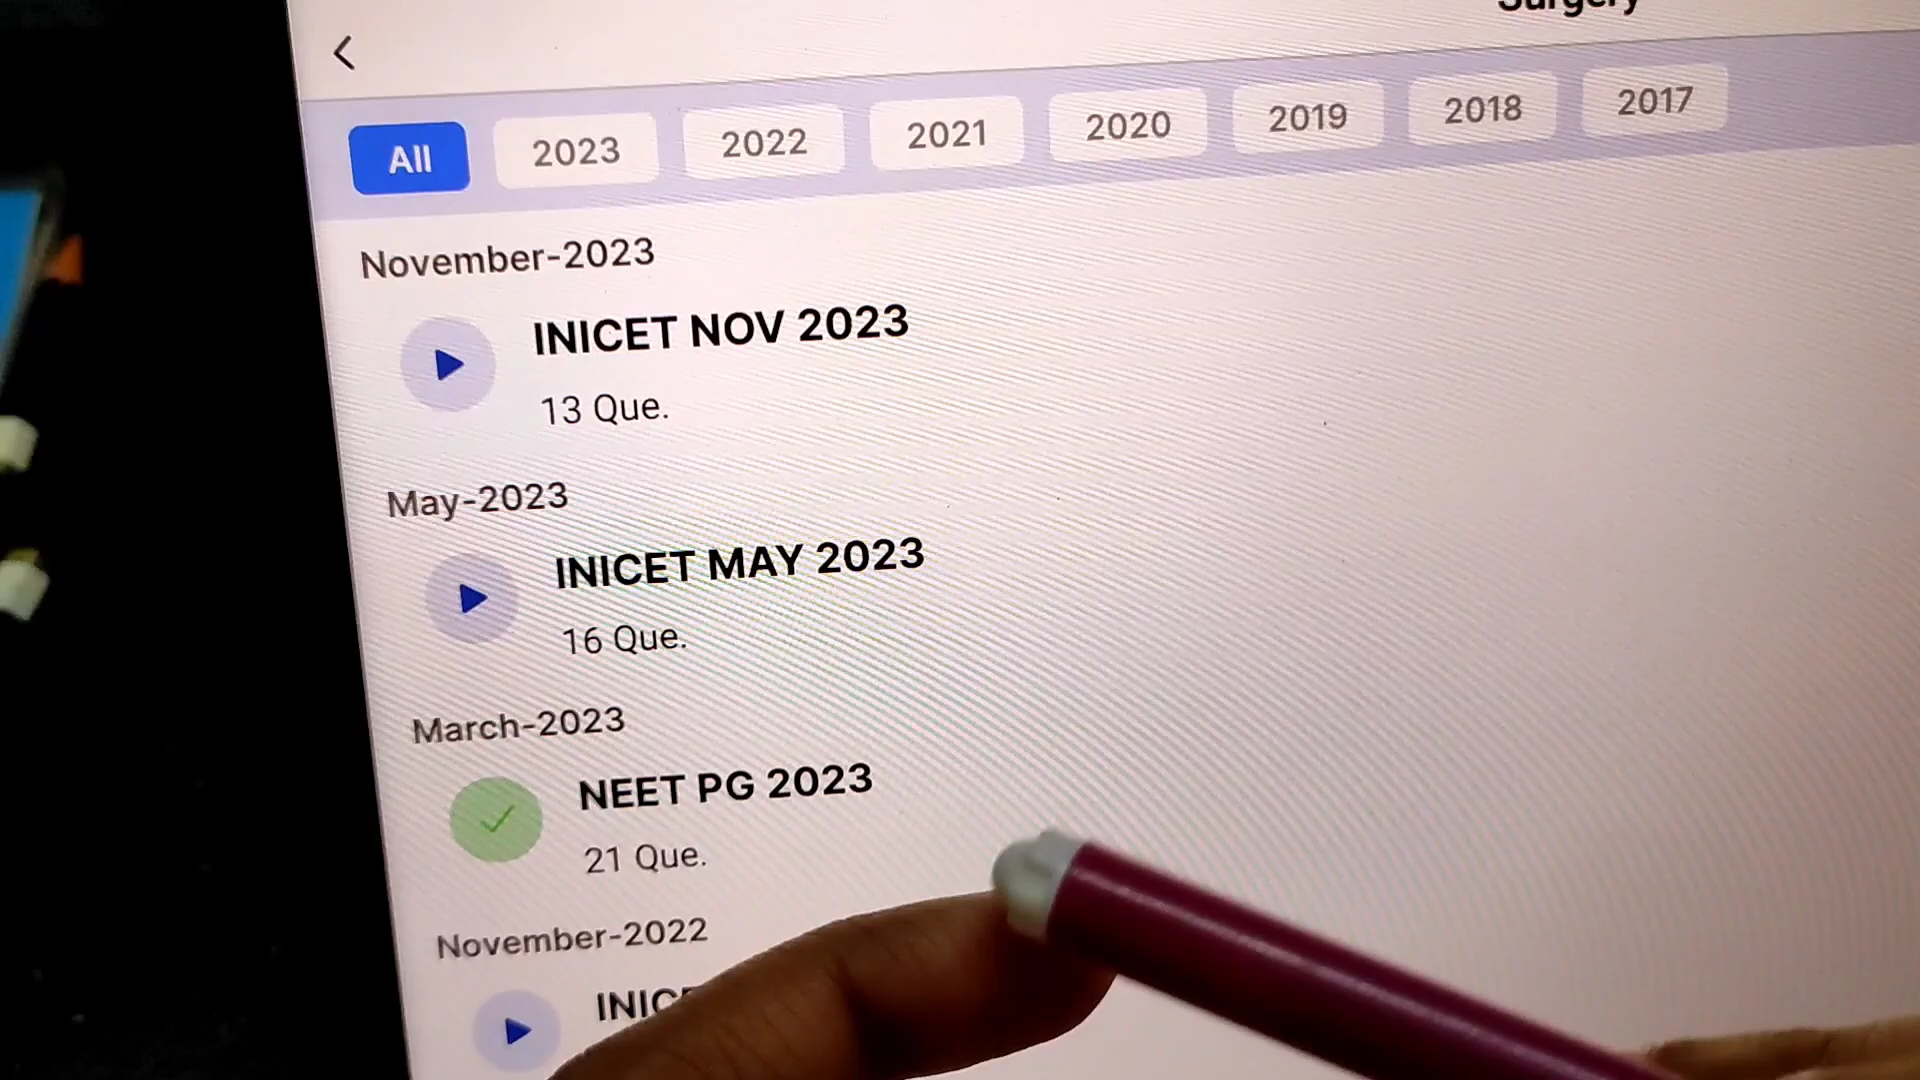 Surgery
All 2023 2022 2021 2020 2019 2018 2017
November-2023
INICET NOV 2023
13 Que.
May-2023
INICET MAY 2023
16 Que.
March-2023
NEET PG 2023
21 Que.
November-2022